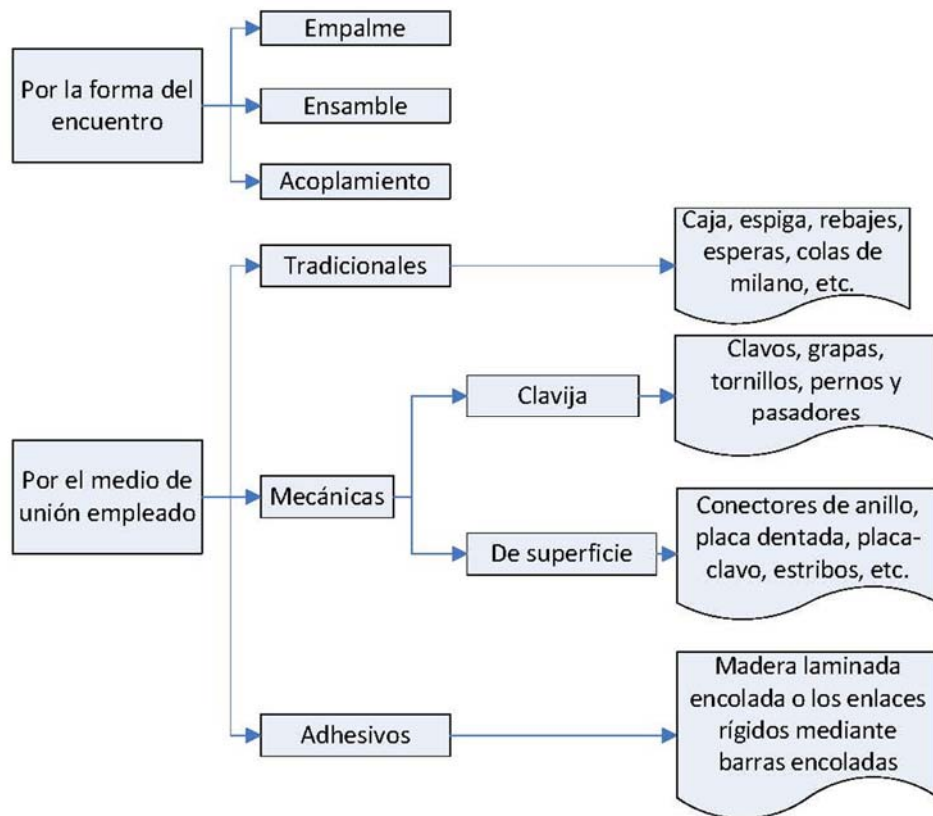 Por la forma del
encuentro
Empalme
Ensamble
Acoplamiento
Por el medio de
unión empleado
Tradicionales
Caja, espiga, rebajes,
esperas, colas de
milano, etc.
Mecánicas
Clavija
Clavos, grapas,
tornillos, pernos y
pasadores
De superficie
Conectores de anillo,
placa dentada, placa-
clavo, estribos, etc.
Adhesivos
Madera laminada
encolada o los enlaces
rígidos mediante
barras encoladas